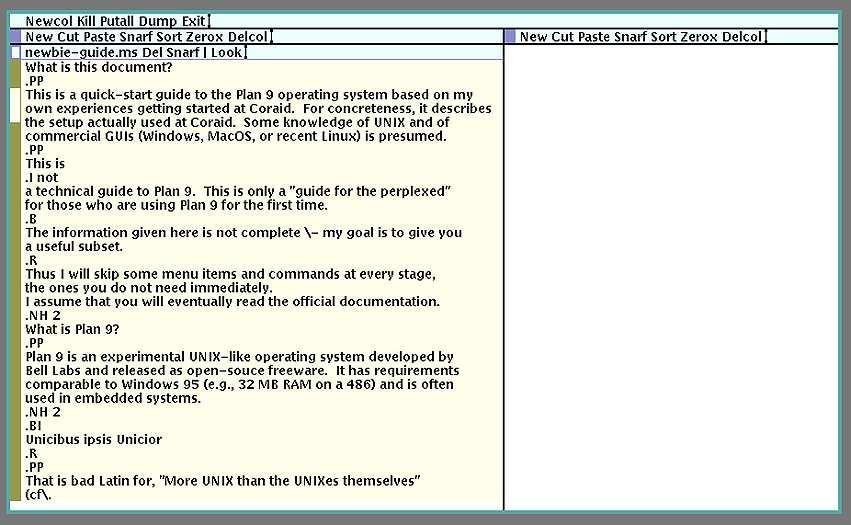 Newcol Kill Putall Dump Exit
New Cut Paste Snarf Sort Zerox Delcol
New Cut Paste Snarf Sort Zerox Delcol
newbie-guide.ms Del Snarf | Look
What is this document?
.PP
This is a quick-start guide to the Plan 9 operating system based on my
own experiences getting started at Coraid.  For concreteness, it describes
the setup actually used at Coraid.  Some knowledge of UNIX and of
commercial GUIs (Windows, MacOS, or recent Linux) is presumed.
.PP
This is
.I not
a technical guide to Plan 9.  This is only a "guide for the perplexed"
for those who are using Plan 9 for the first time.
.B
The information given here is not complete \- my goal is to give you
a useful subset.
.R
Thus I will skip some menu items and commands at every stage,
the ones you do not need immediately.
I assume that you will eventually read the official documentation.
.NH 2
What is Plan 9?
.PP
Plan 9 is an experimental UNIX-like operating system developed by
Bell Labs and released as open-souce freeware.  It has requirements
comparable to Windows 95 (e.g., 32 MB RAM on a 486) and is often
used in embedded systems.
.NH 2
.BI
Unicibus ipsis Unicior
.R
.PP
That is bad Latin for, "More UNIX than the UNIXes themselves"
(cf\.